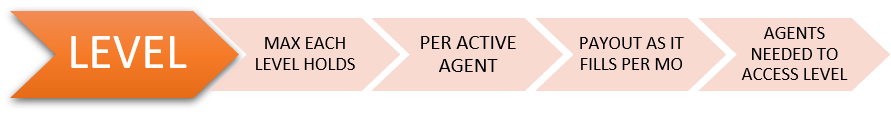 LEVEL
MAX EACH
LEVEL HOLDS
PER ACTIVE
AGENT
PAYOUT AS IT
FILLS PER MO
AGENTS
NEEDED TO
ACCESS LEVEL